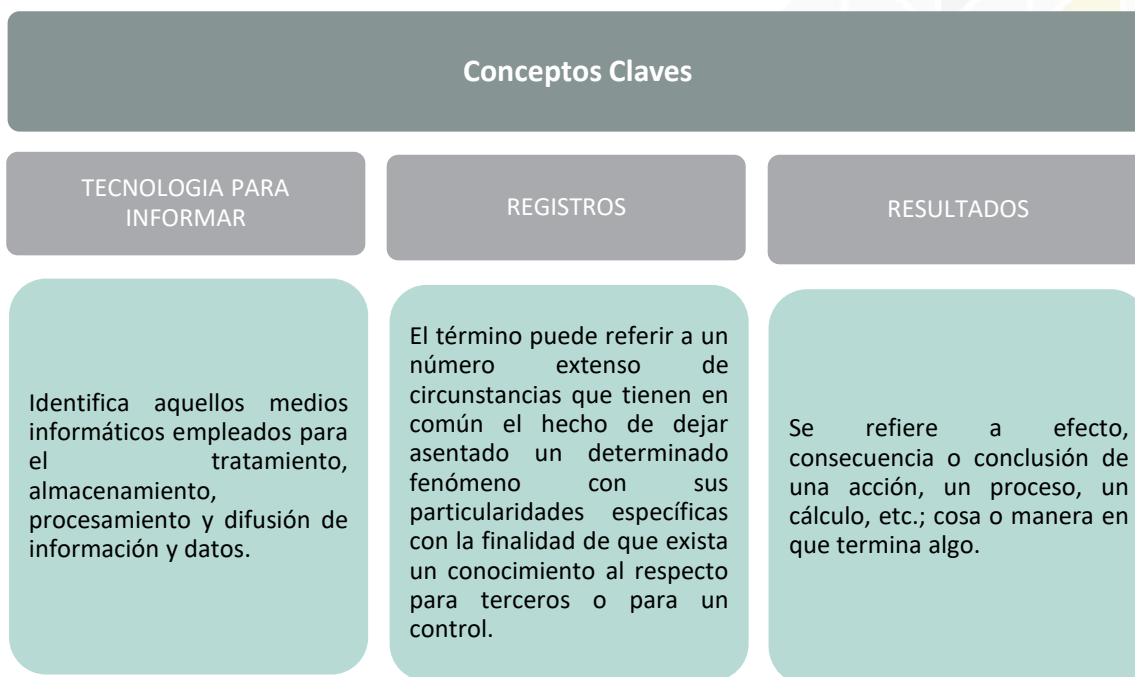 Conceptos Claves
TECNOLOGIA PARA
INFORMAR
REGISTROS
RESULTADOS
Identifica aquellos medios
informáticos empleados para
el tratamiento,
almacenamiento,
procesamiento y difusión de
información y datos.
El término puede referir a un
número extenso de
circunstancias que tienen en
común el hecho de dejar
asentado un determinado
fenómeno con sus
particularidades específicas
con la finalidad de que exista
un conocimiento al respecto
para terceros o para un
control.
Se refiere a efecto,
consecuencia o conclusión de
una acción, un proceso, un
cálculo, etc.; cosa o manera en
que termina algo.